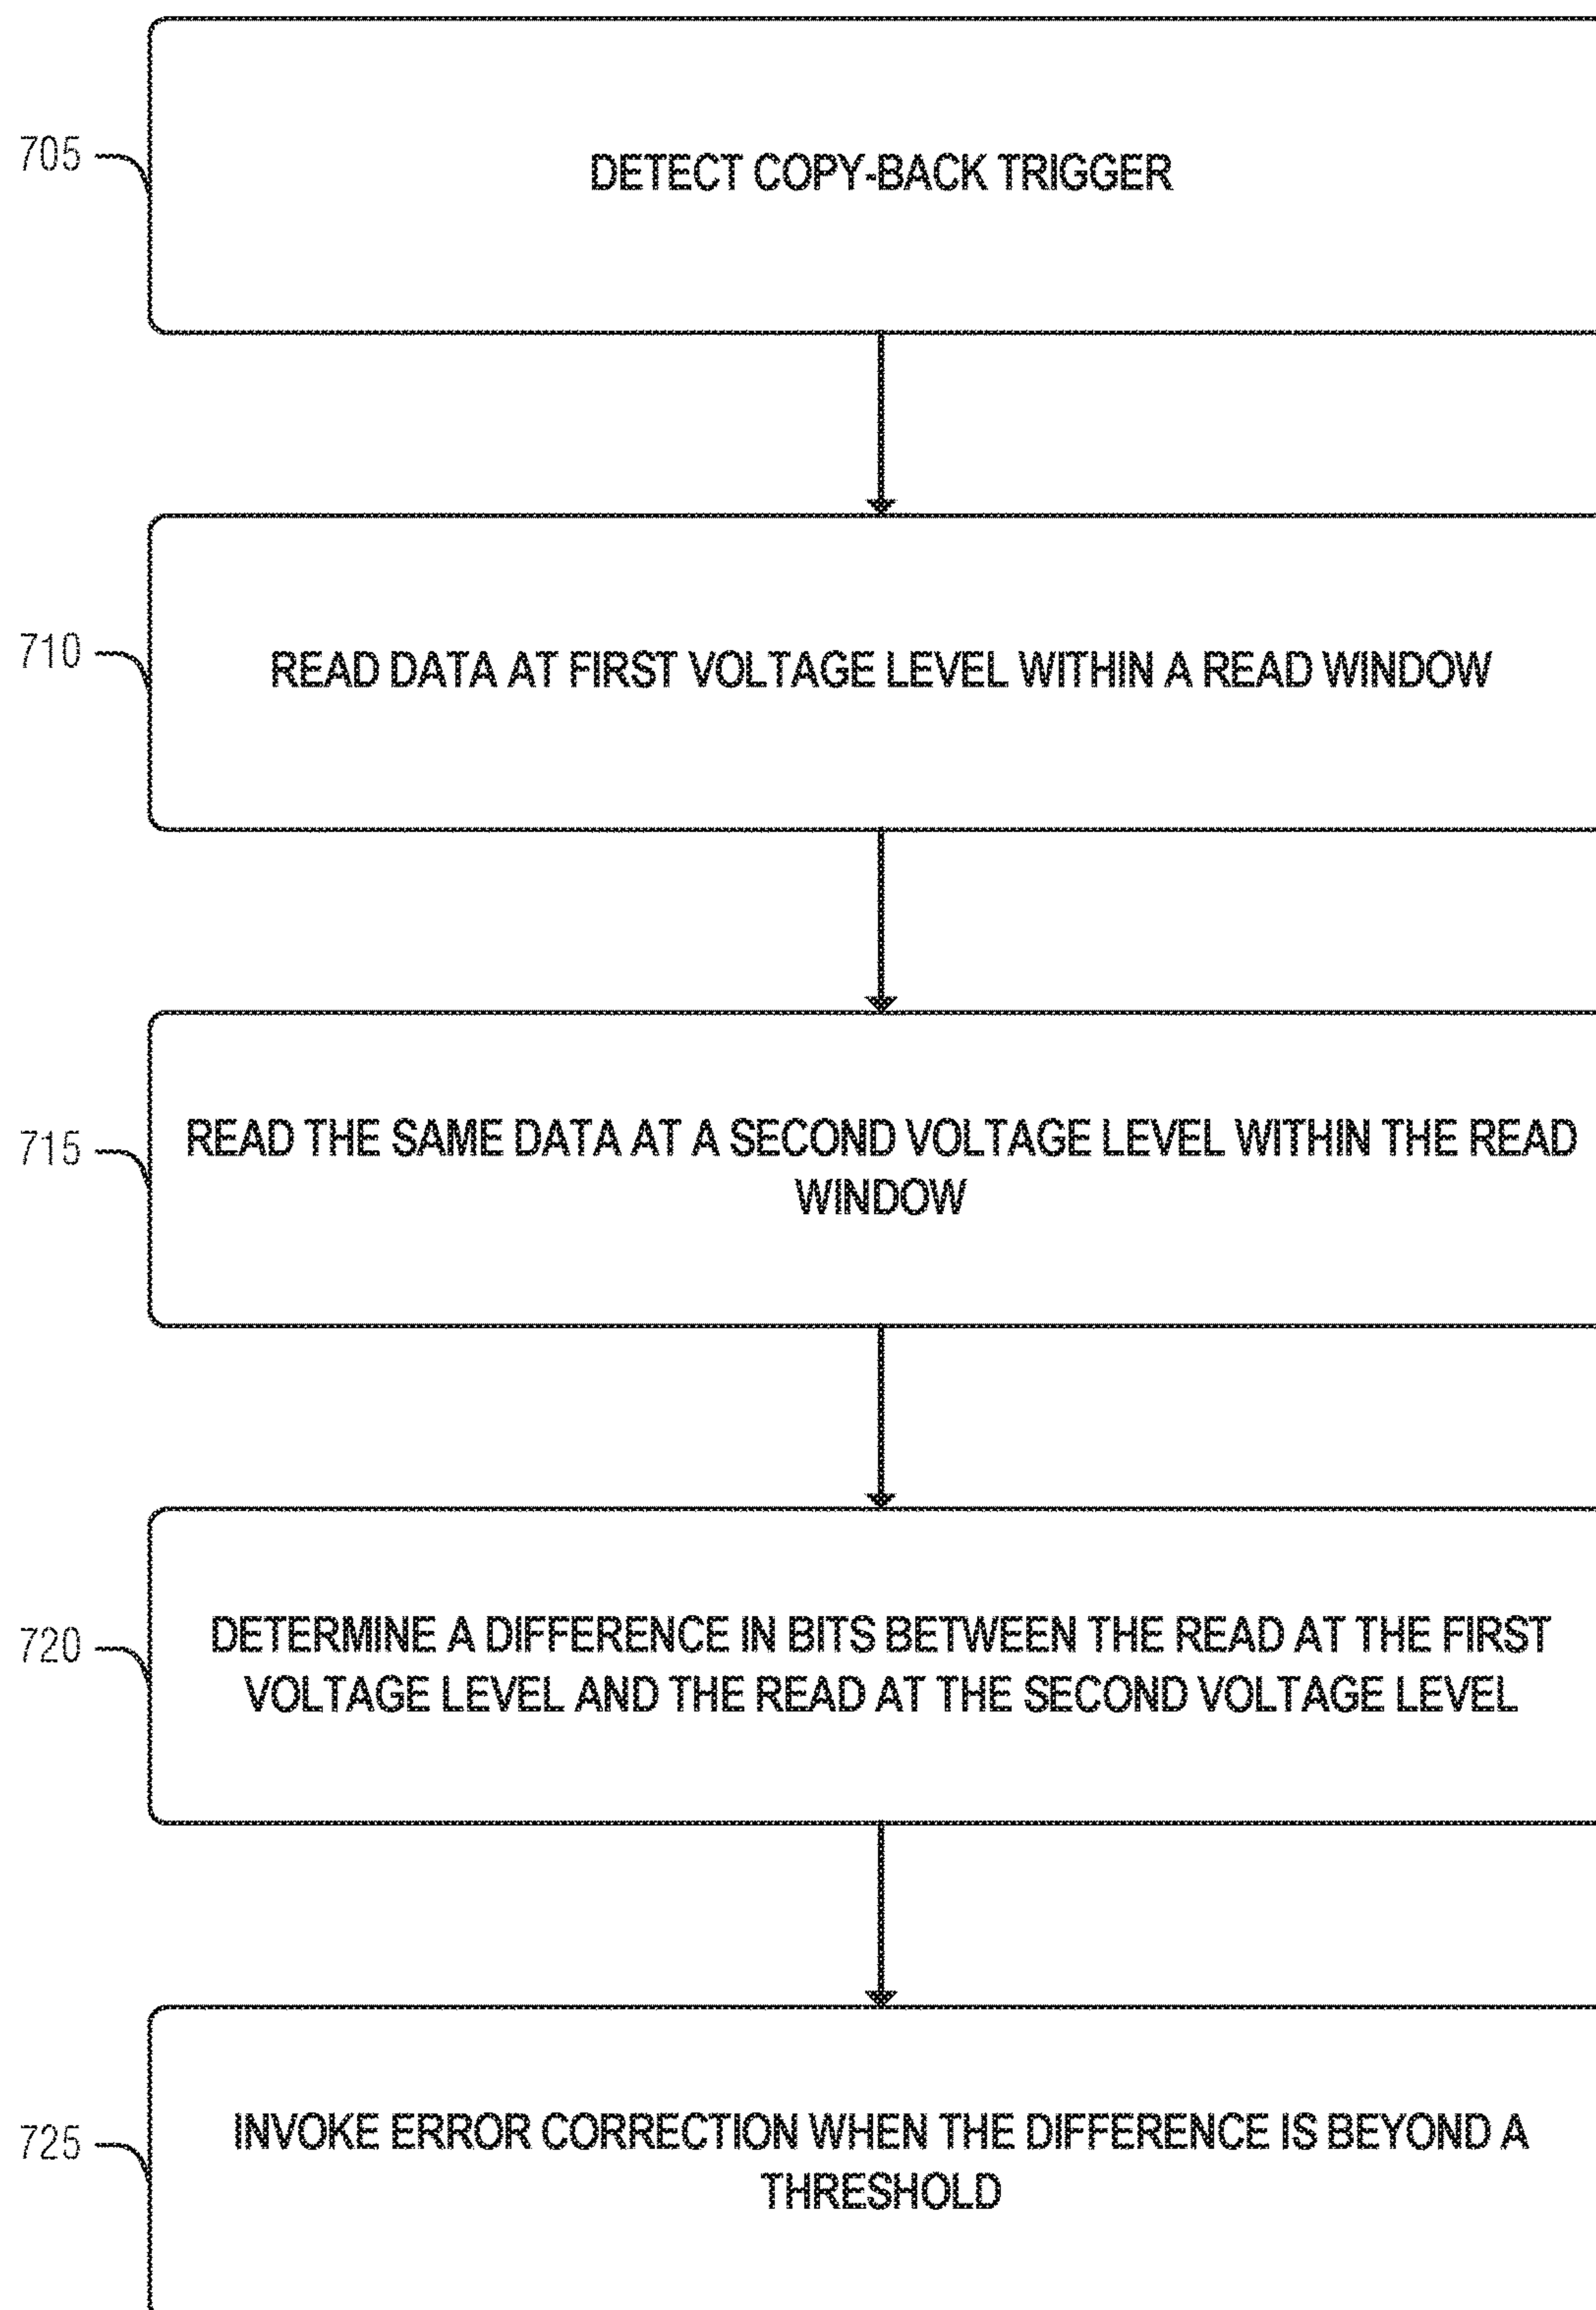 705
DETECT COPY-BACK TRIGGER
710
READ DATA AT FIRST VOLTAGE LEVEL WITHIN A READ WINDOW
715
READ THE SAME DATA AT A SECOND VOLTAGE LEVEL WITHIN THE READ
WINDOW
720
DETERMINE A DIFFERENCE IN BITS BETWEEN THE READ AT THE FIRST
VOLTAGE LEVEL AND THE READ AT THE SECOND VOLTAGE LEVEL
725
INVOKE ERROR CORRECTION WHEN THE DIFFERENCE IS BEYOND A
THRESHOLD